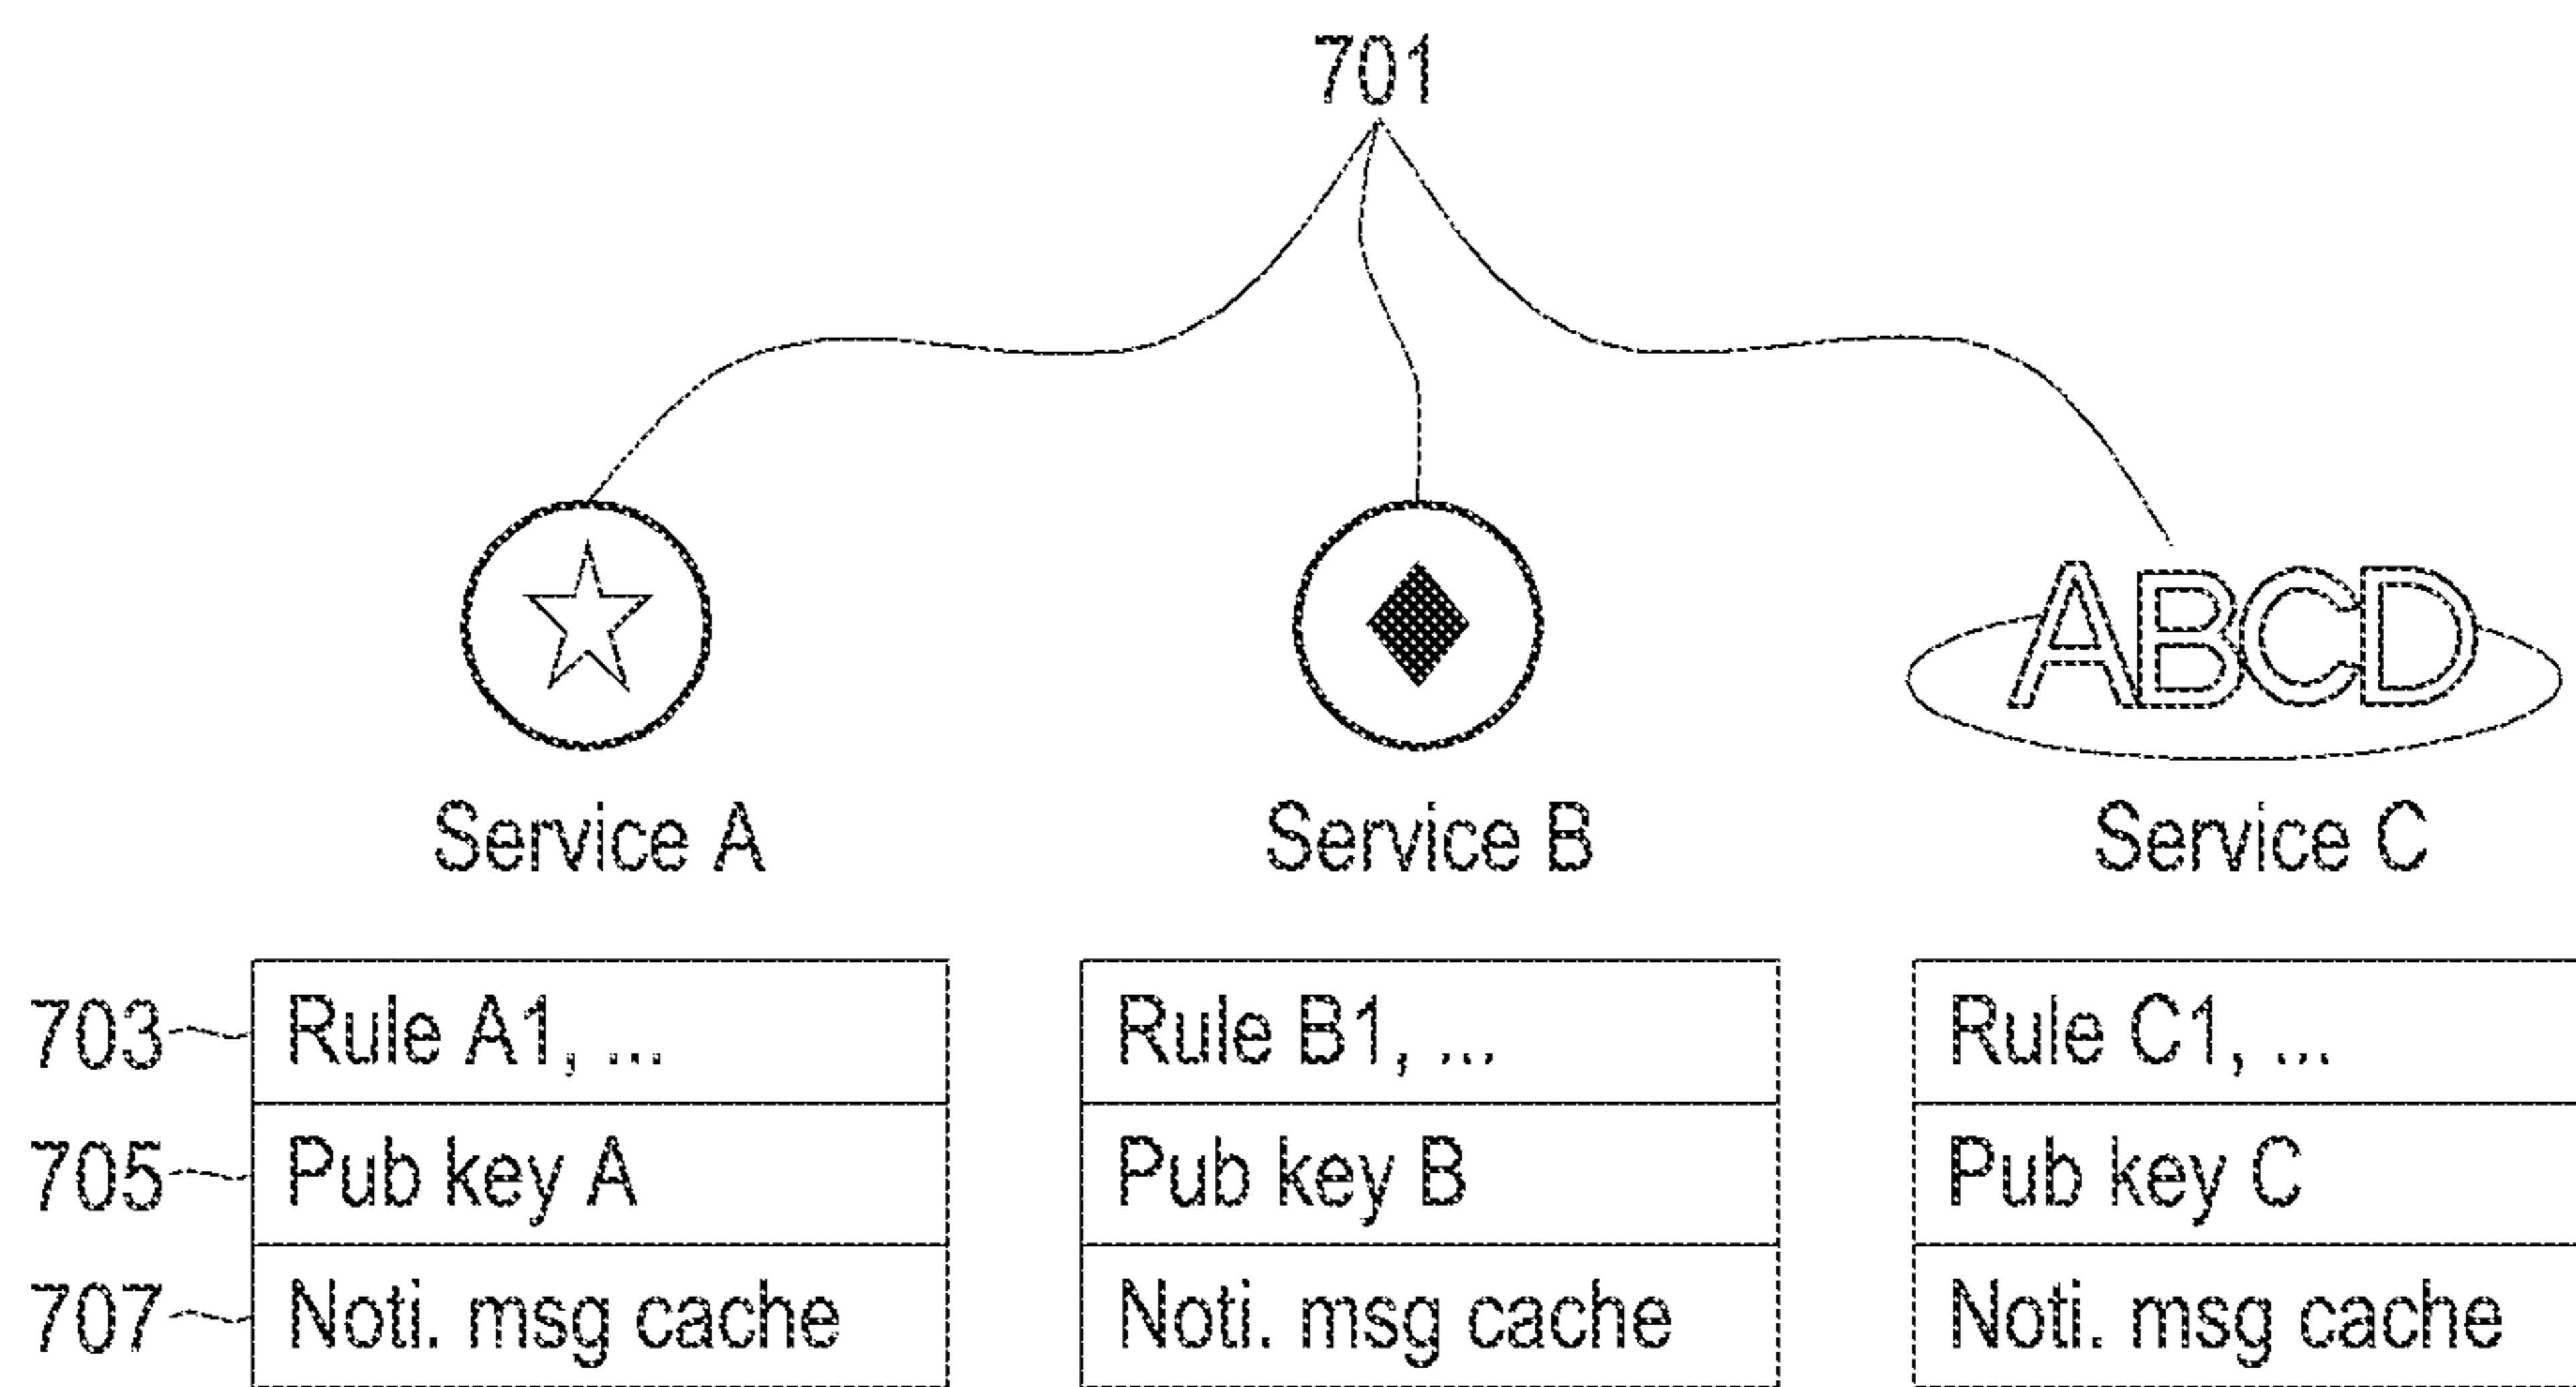 701
ABCD
Service A Service B Service C
703 Rule A1, ... Rule B1, ... Rule C1, ...
705 Pub key A Pub key B Pub key C
707 Noti. msg cache Noti. msg cache Noti. msg cache